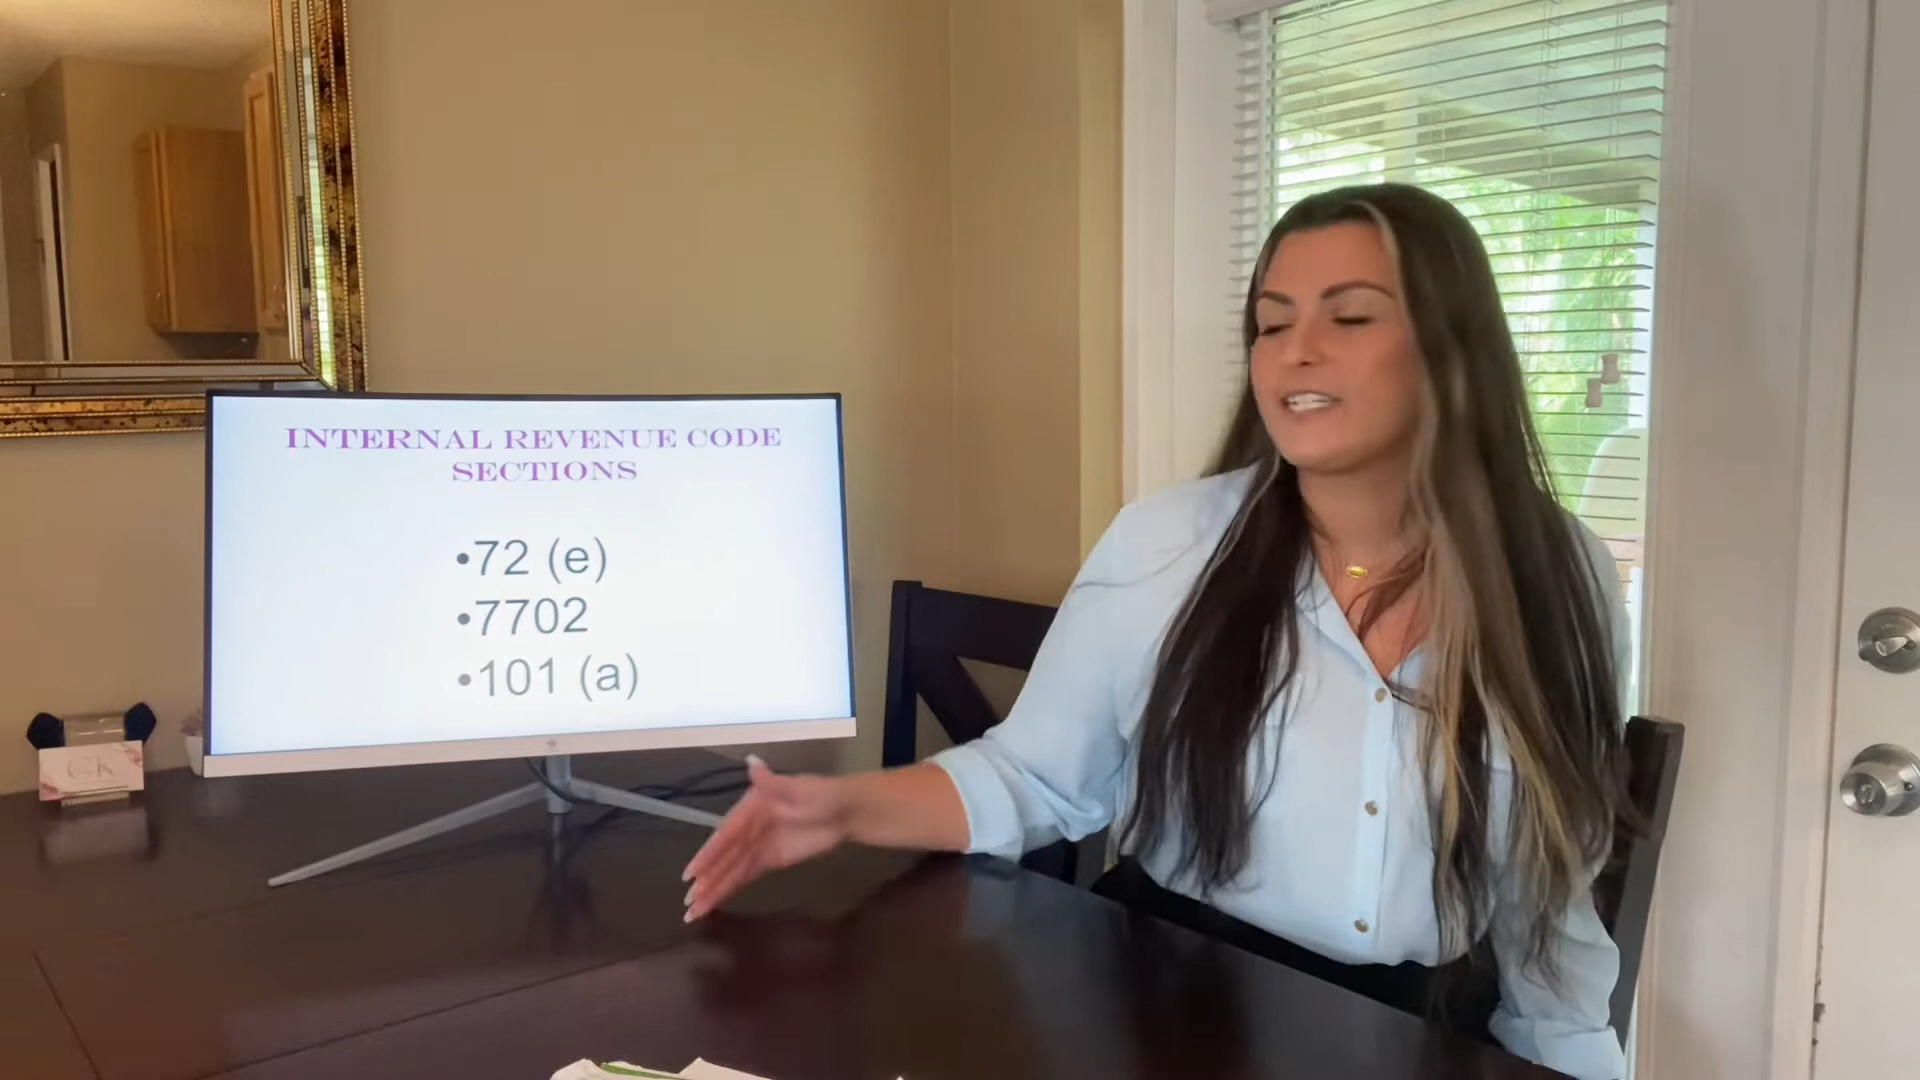 INTERNAL REVENUE CODE
SECTIONS
•72 (e)
•7702
•101 (a)